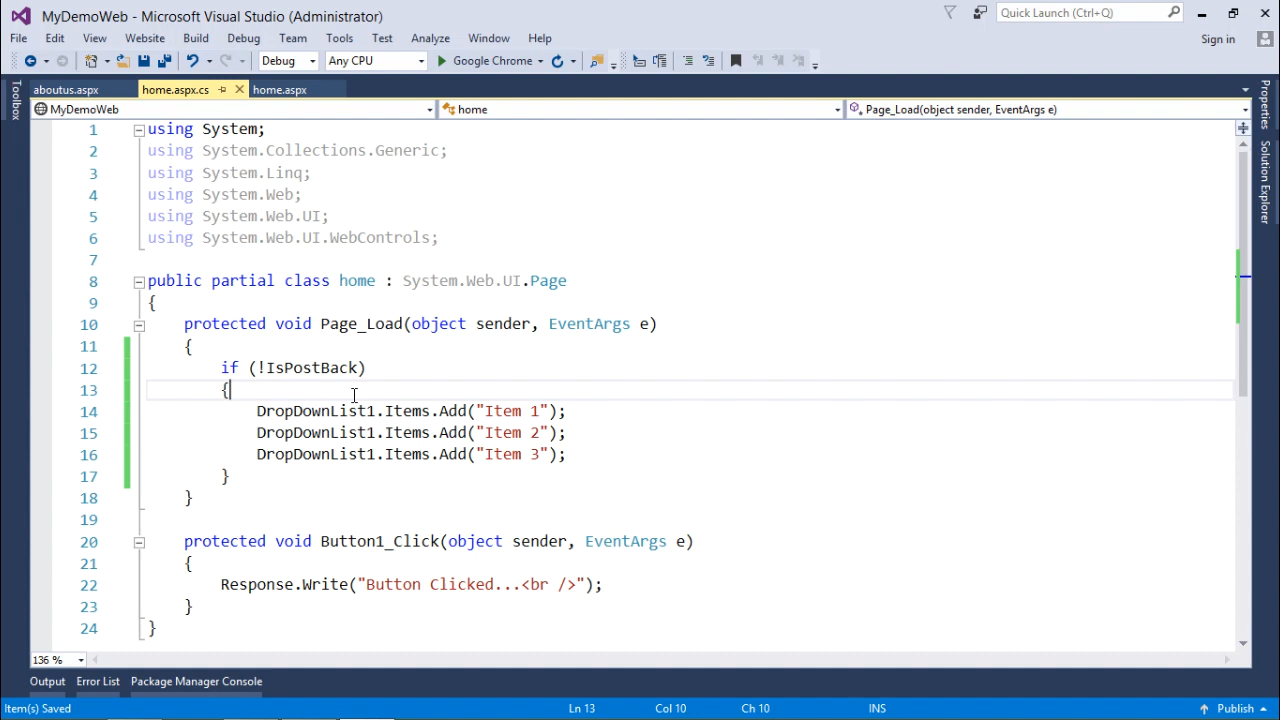 MyDemoWeb - Microsoft Visual Studio (Administrator)
Quick Launch (Ctrl+Q)
File Edit View Website Build Debug Team Tools Test Analyze Window Help
Sign in
Debug Any CPU Google Chrome
Toolbox
aboutus.aspx home.aspx.cs home.aspx
Properties
Solution Explorer
MyDemoWeb home Page_Load(object sender, EventArgs e)
1 using System;
2 using System.Collections.Generic;
3 using System.Linq;
4 using System.Web;
5 using System.Web.UI;
6 using System.Web.UI.WebControls;
7
8 public partial class home : System.Web.UI.Page
9 {
10 protected void Page_Load(object sender, EventArgs e)
11 {
12 if (!IsPostBack)
13 {
14 DropDownList1.Items.Add("Item 1");
15 DropDownList1.Items.Add("Item 2");
16 DropDownList1.Items.Add("Item 3");
17 }
18 }
19
20 protected void Button1_Click(object sender, EventArgs e)
21 {
22 Response.Write("Button Clicked...<br />");
23 }
24 }
136 %
Output Error List Package Manager Console
Item(s) Saved Ln 13 Col 10 Ch 10 INS Publish